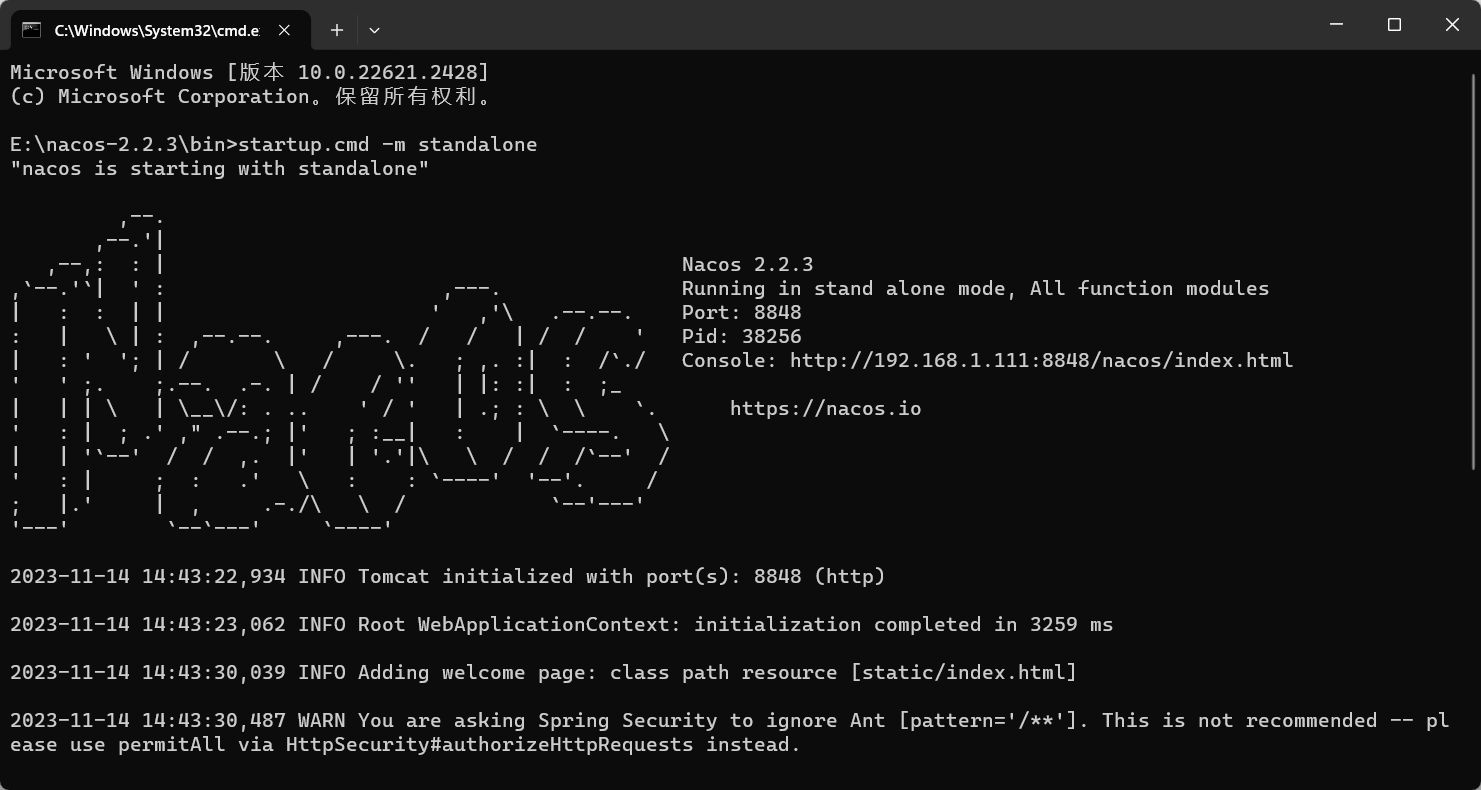 C:\Windows\System32\cmd.e
Microsoft Windows [版本 10.0.22621.2428]
(c) Microsoft Corporation。保留所有权利。
E:\nacos-2.2.3\bin>startup.cmd -m standalone
"nacos is starting with standalone"
Nacos 2.2.3
Running in stand alone mode, All function modules
Port: 8848
Pid: 38256
Console: http://192.168.1.111:8848/nacos/index.html
https://nacos.io
2023-11-14 14:43:22,934 INFO Tomcat initialized with port(s): 8848 (http)
2023-11-14 14:43:23,062 INFO Root WebApplicationContext: initialization completed in 3259 ms
2023-11-14 14:43:30,039 INFO Adding welcome page: class path resource [static/index.html]
2023-11-14 14:43:30,487 WARN You are asking Spring Security to ignore Ant [pattern='/**']. This is not recommended -- pl
ease use permitAll via HttpSecurity#authorizeHttpRequests instead.